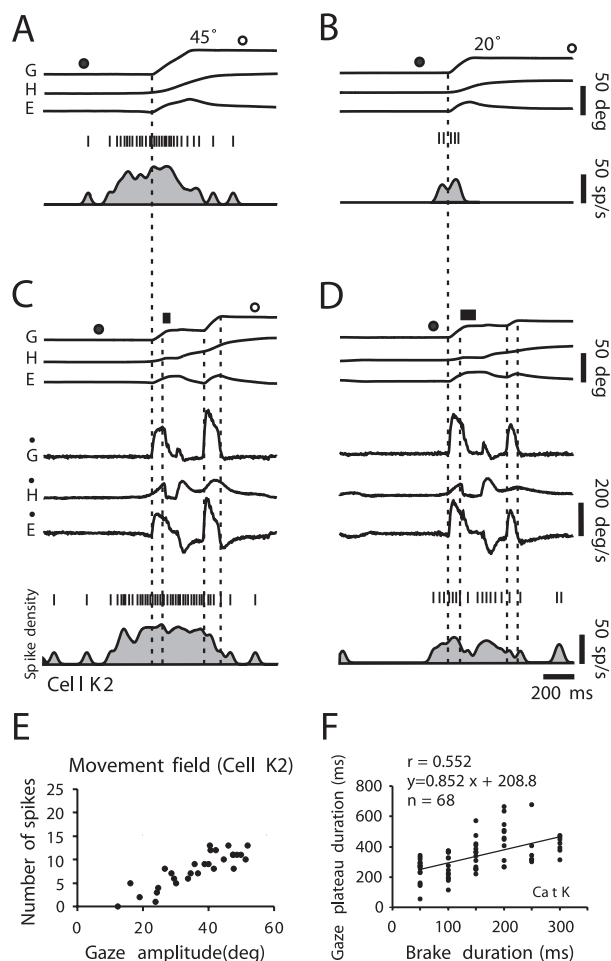 A
B
45°
20°
G
H
E
50 deg
50 sp/s
C
D
G
H
E
50 deg
Ġ
Ḣ
Ė
200 deg/s
Spike density
50 sp/s
Cell K2
200 ms
E
Movement field (Cell K2)
Number of spikes
25
20
15
10
5
0
0
20
40
60
Gaze amplitude(deg)
F
r = 0.552
y=0.852 x + 208.8
n = 68
Gaze plateau duration (ms)
800
600
400
200
0
Cat K
0
50
100
150
200
250
300
Brake duration (ms)